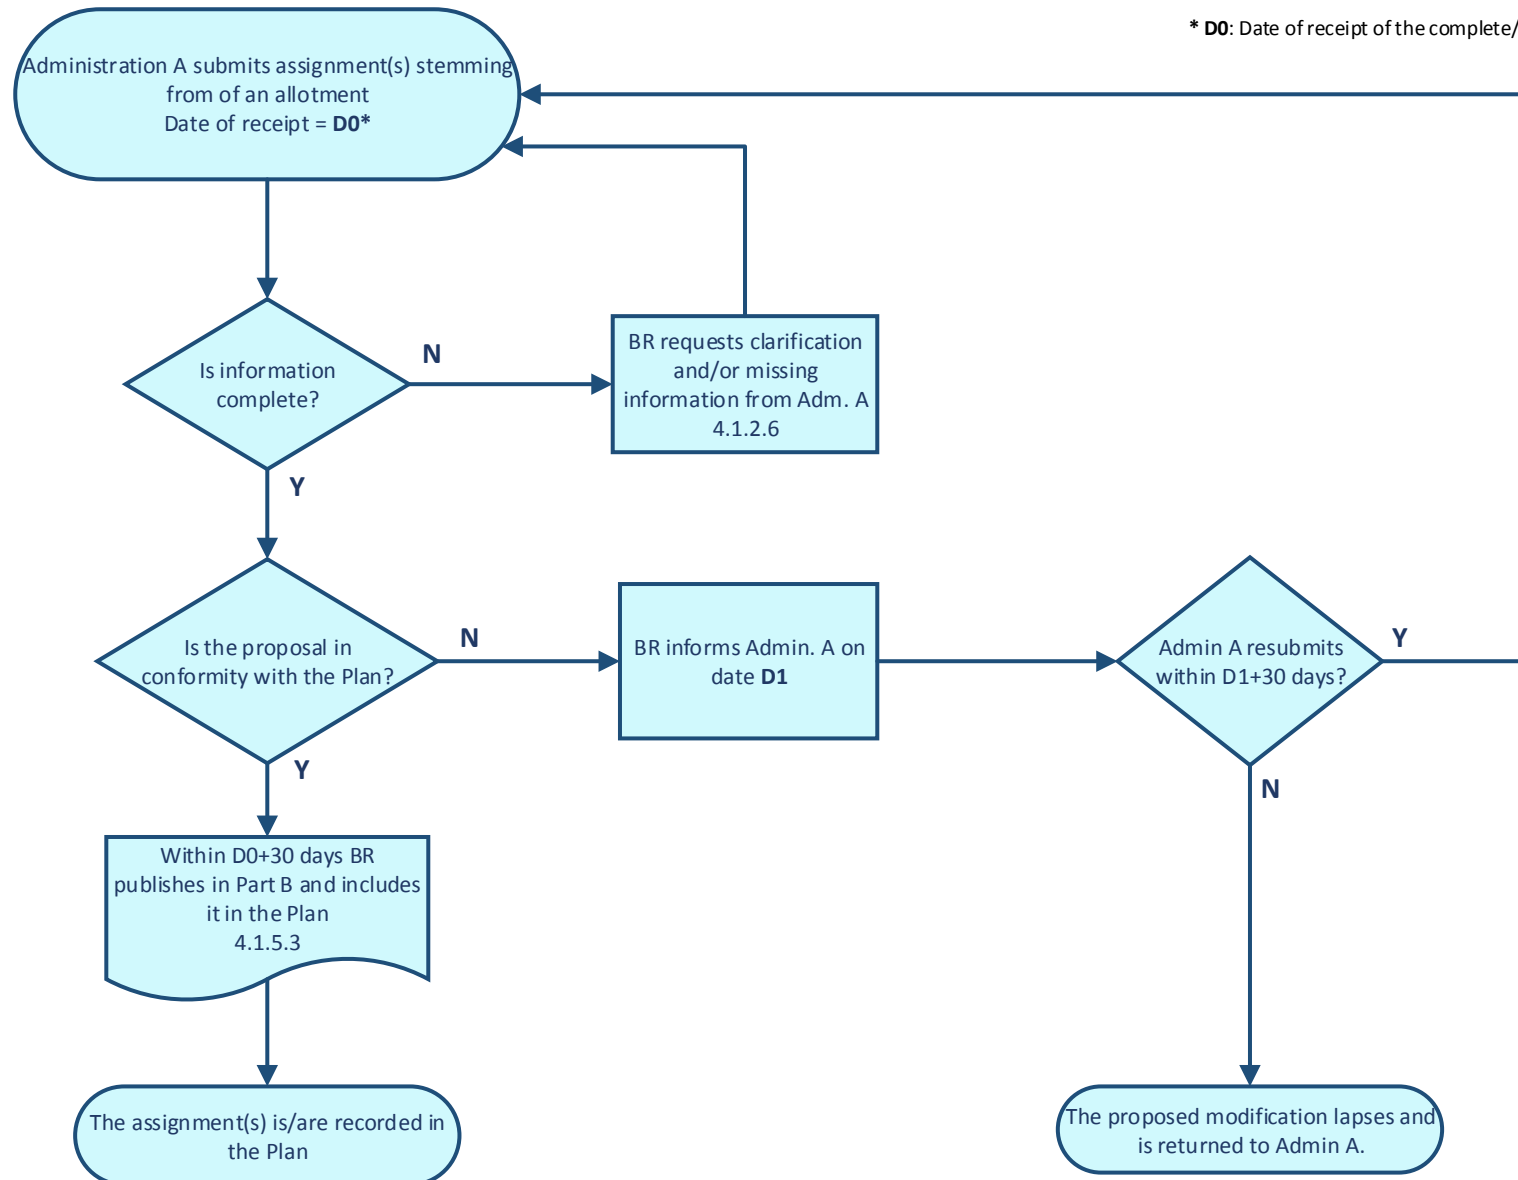 * D0: Date of receipt of the complete/
Administration A submits assignment(s) stemming
from of an allotment
Date of receipt = D0*
Is information
complete?
N
BR requests clarification
and/or missing
information from Adm. A
4.1.2.6
Y
Is the proposal in
conformity with the Plan?
N
BR informs Admin. A on
date D1
Admin A resubmits
within D1+30 days?
Y
Y
N
Within D0+30 days BR
publishes in Part B and includes
it in the Plan
4.1.5.3
The assignment(s) is/are recorded in
the Plan
The proposed modification lapses and
is returned to Admin A.